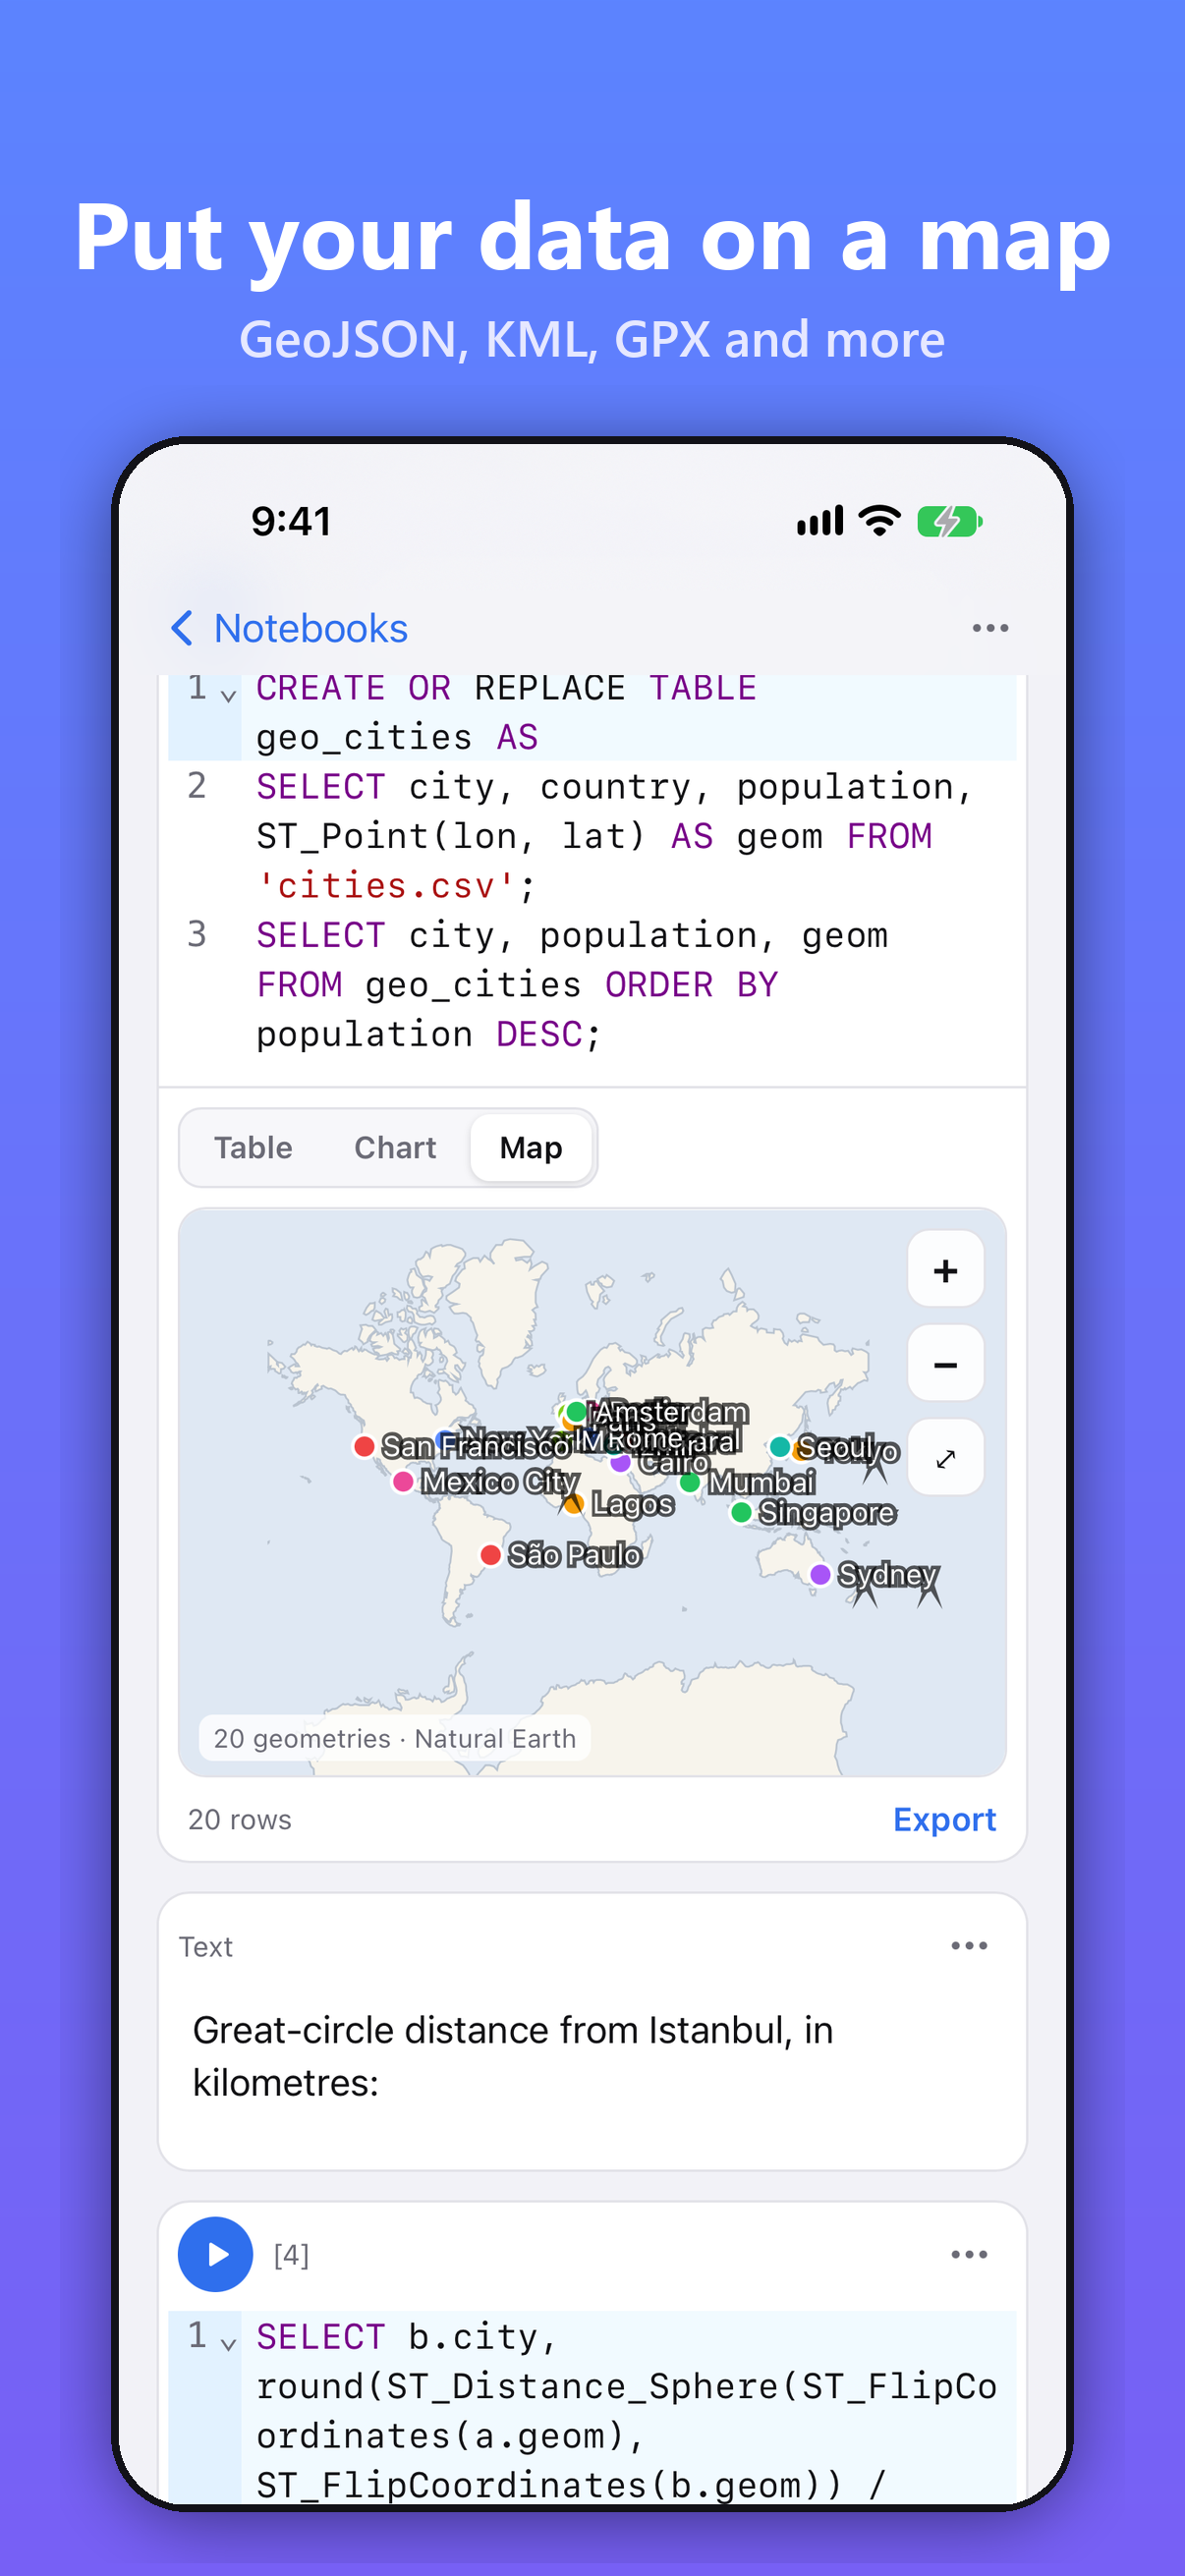 Put your data on a map
GeoJSON, KML, GPX and more
9:41
Notebooks
1 CREATE OR REPLACE TABLE
geo_cities AS
2 SELECT city, country, population,
ST_Point(lon, lat) AS geom FROM
'cities.csv';
3 SELECT city, population, geom
FROM geo_cities ORDER BY
population DESC;
Table Chart Map
+
−
Amsterdam
San Francisco
Rome
Seoul
Cairo
Mexico City
Mumbai
Lagos
Singapore
São Paulo
Sydney
20 geometries · Natural Earth
20 rows
Export
Text
Great-circle distance from Istanbul, in
kilometres:
[4]
1 SELECT b.city,
round(ST_Distance_Sphere(ST_FlipCo
ordinates(a.geom),
ST_FlipCoordinates(b.geom)) /